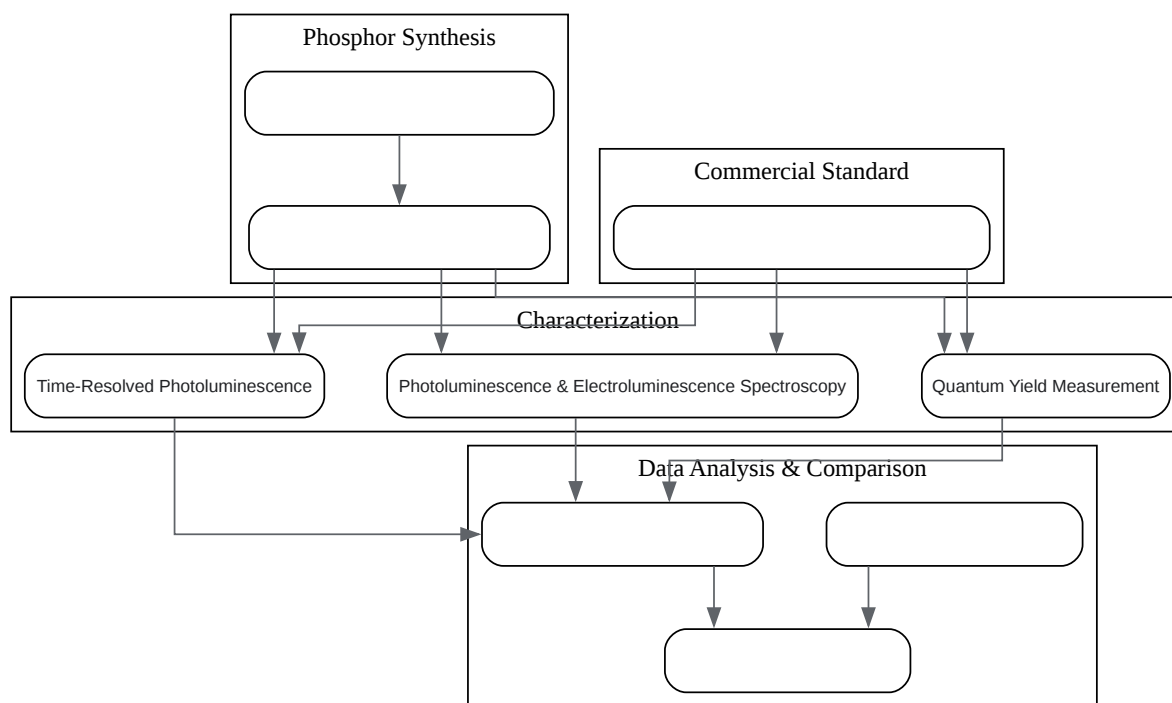 Phosphor Synthesis
Commercial Standard
Characterization
Time-Resolved Photoluminescence
Photoluminescence & Electroluminescence Spectroscopy
Quantum Yield Measurement
Data Analysis & Comparison